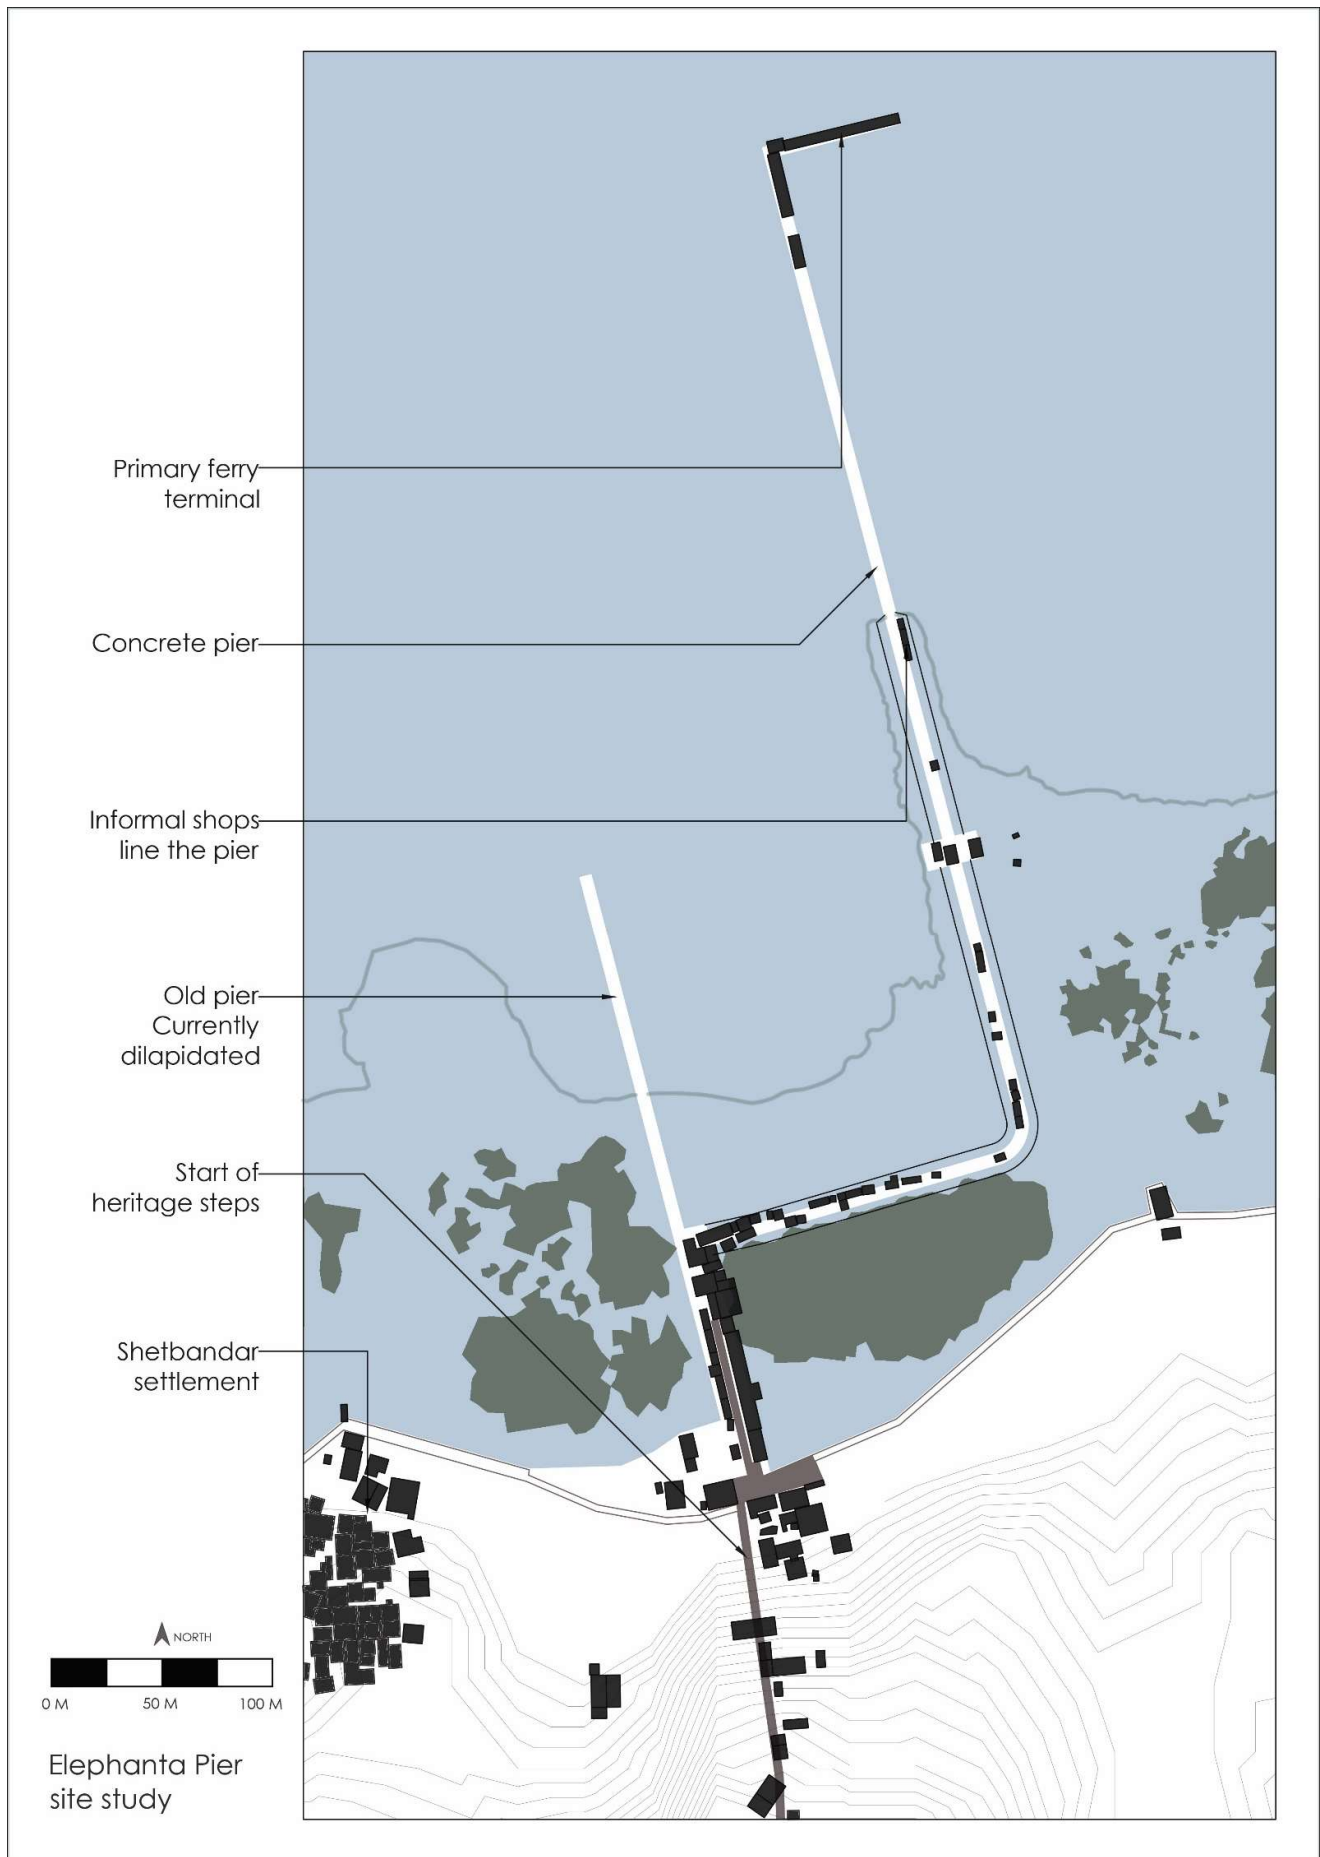 Primary ferry
terminal
Concrete pier
Informal shops
line the pier
Old pier
Currently
dilapidated
Start of
heritage steps
Shetbandar
settlement
NORTH
0 M 50 M 100 M
Elephanta Pier
site study